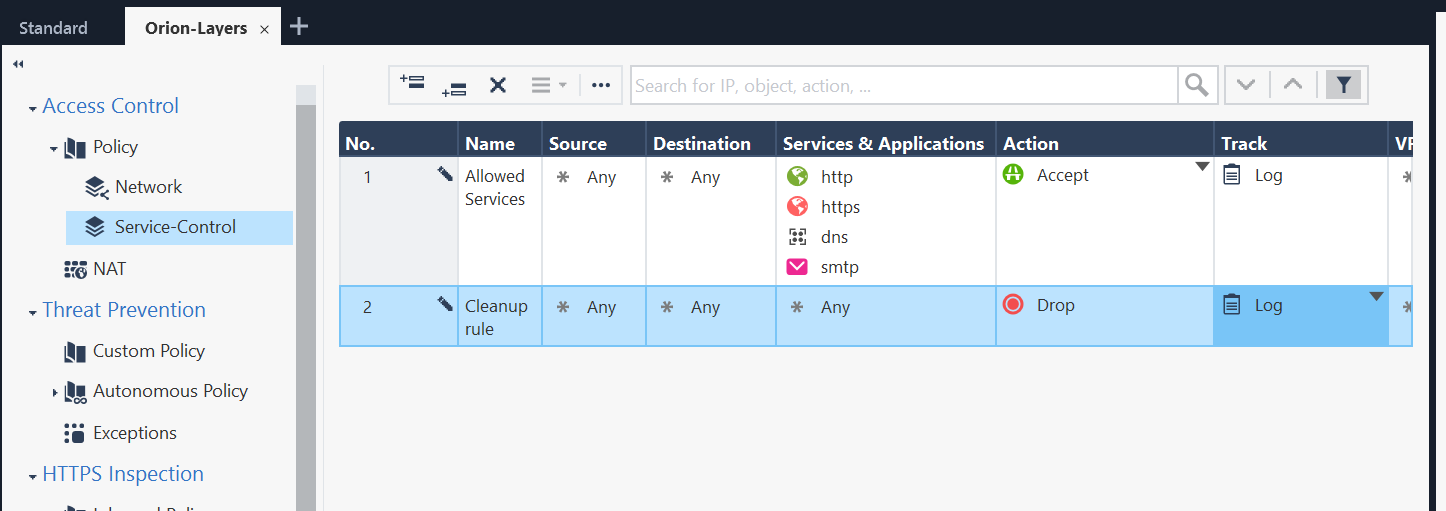 Standard
Orion-Layers
Access Control
Policy
Network
Service-Control
NAT
Threat Prevention
Custom Policy
Autonomous Policy
Exceptions
HTTPS Inspection
Search for IP, object, action, ...
No. Name Source Destination Services & Applications Action Track
1 Allowed Services Any Any http Accept Log
https
dns
smtp
2 Cleanup rule Any Any Any Drop Log